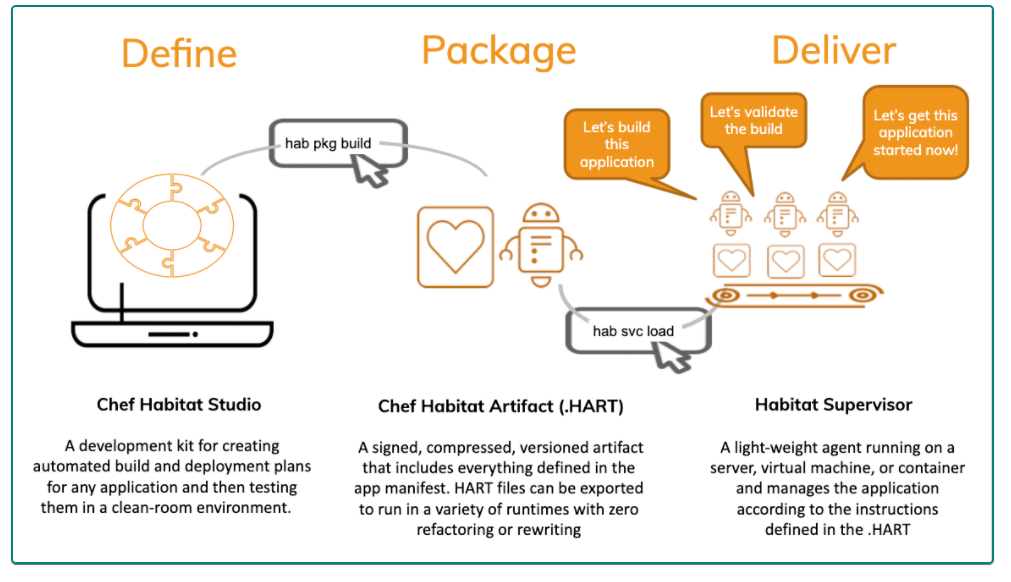 Define
Package
Deliver
hab pkg build
Let's build
this
application
Let's validate
the build
Let's get this
application
started now!
hab svc load
Chef Habitat Studio
A development kit for creating
automated build and deployment plans
for any application and then testing
them in a clean-room environment.
Chef Habitat Artifact (.HART)
A signed, compressed, versioned artifact
that includes everything defined in the
app manifest. HART files can be exported
to run in a variety of runtimes with zero
refactoring or rewriting
Habitat Supervisor
A light-weight agent running on a
server, virtual machine, or container
and manages the application
according to the instructions
defined in the .HART